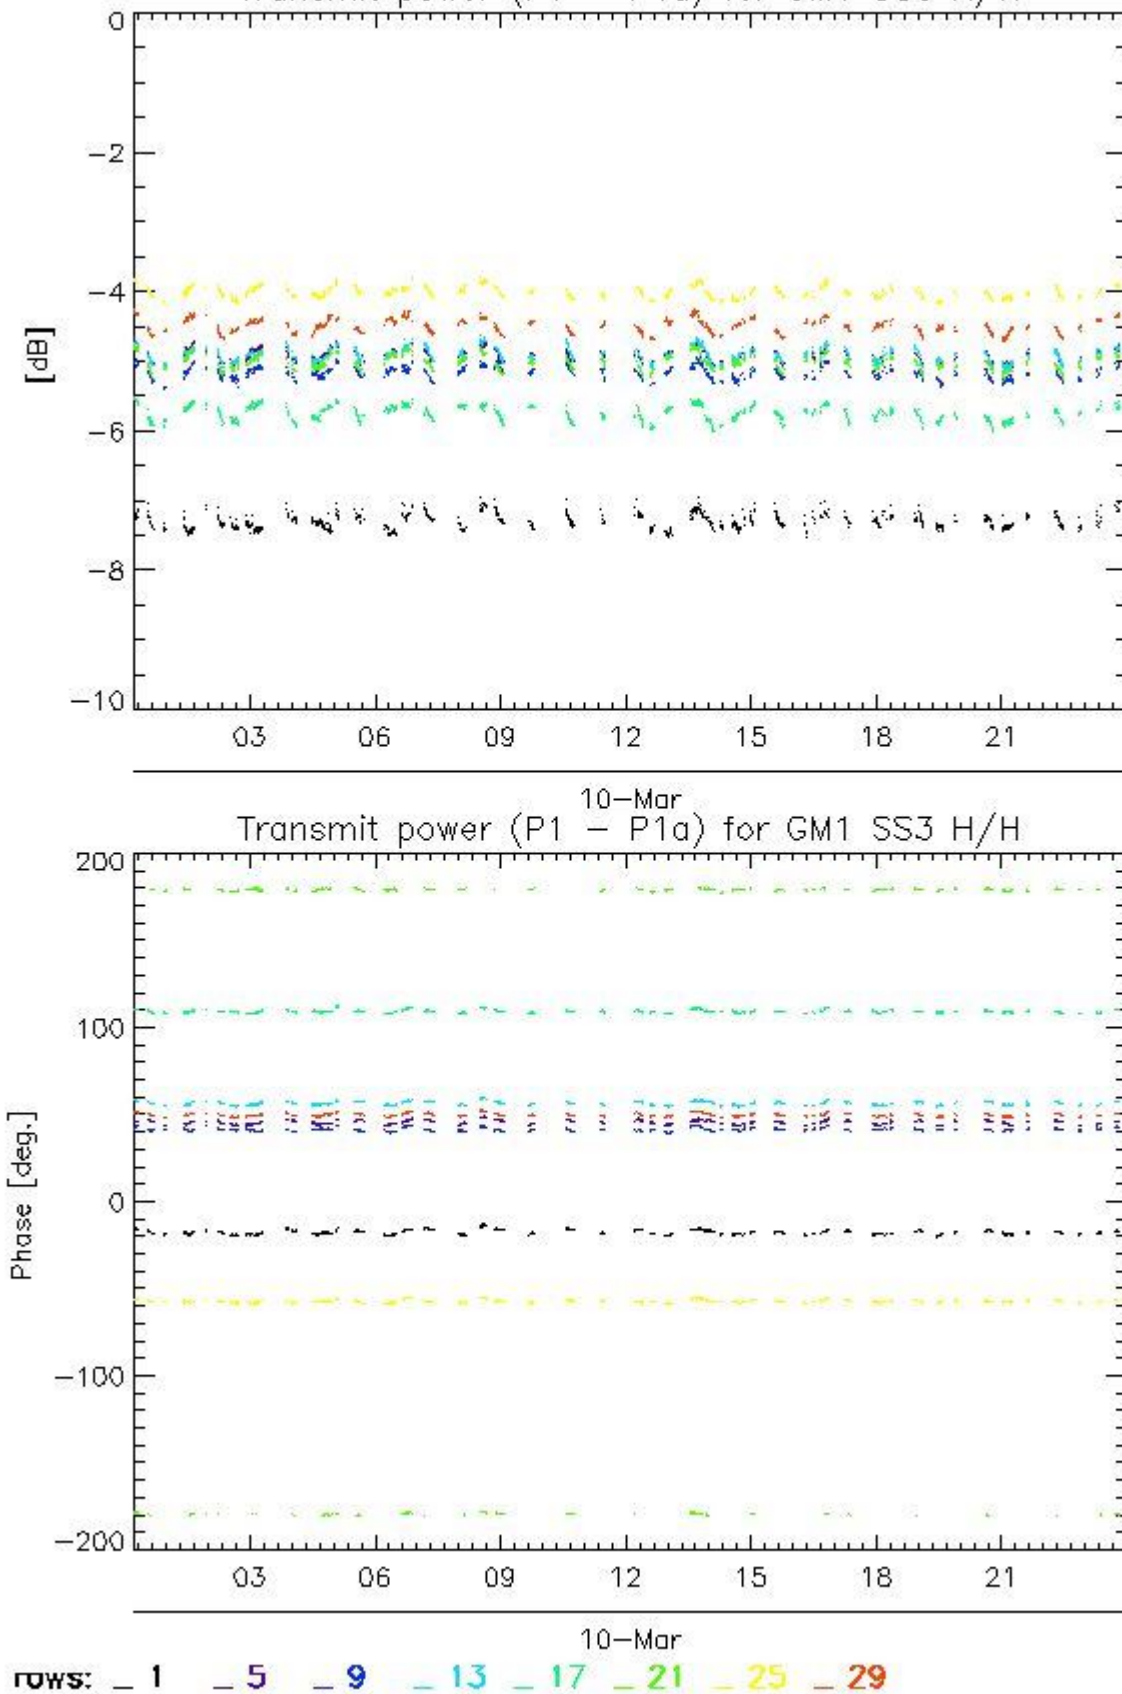 0
−2
−4
−6
−8
−10
[dB]
03 06 09 12 15 18 21
10−Mar
Transmit power (P1 − P1a) for GM1 SS3 H/H
200
100
0
−100
−200
Phase [deg.]
03 06 09 12 15 18 21
10−Mar
rows: _ 1 _ 5 _ 9 _ 13 _ 17 _ 21 _ 25 _ 29